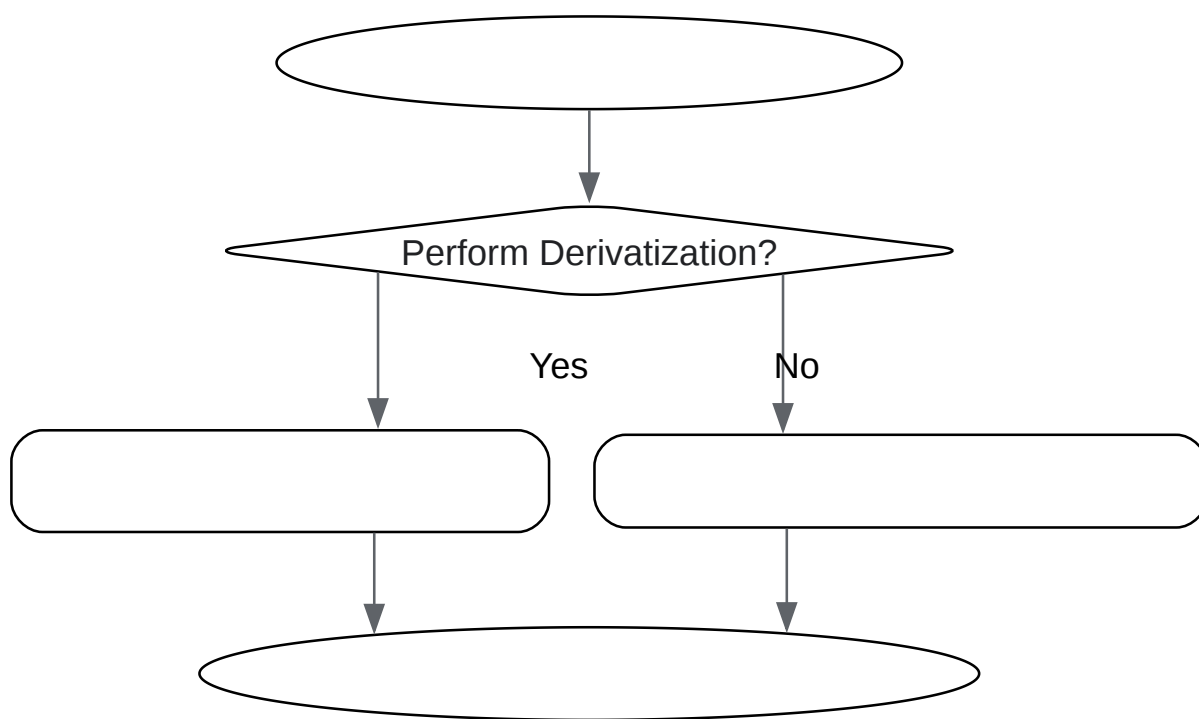 Perform Derivatization?
Yes
No